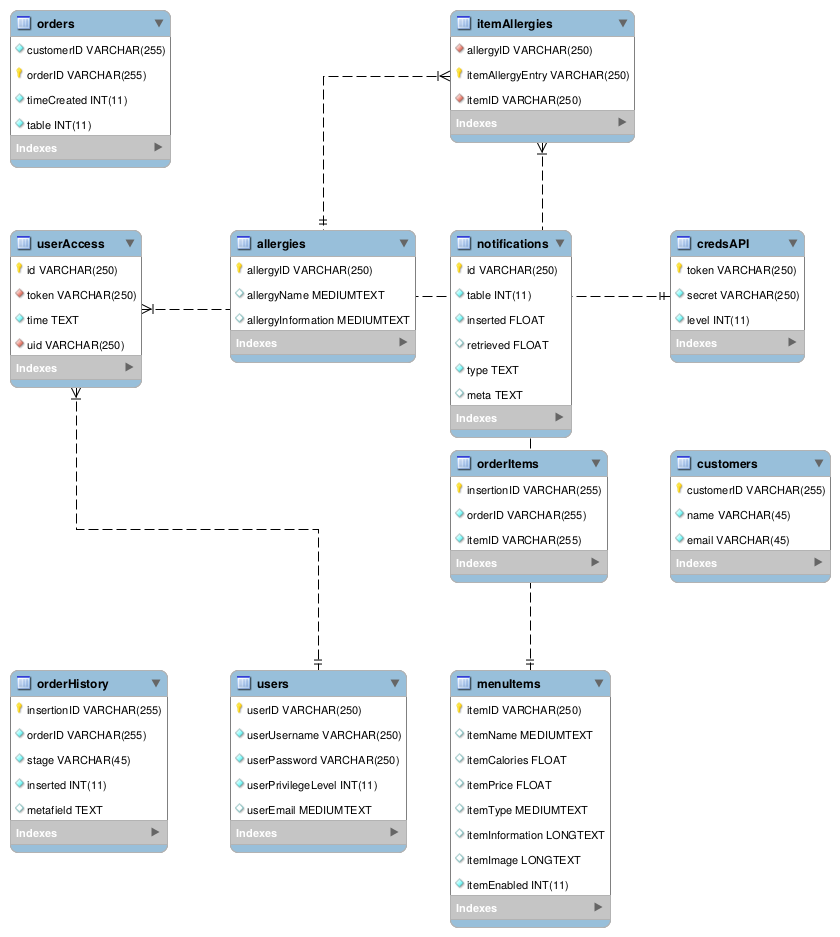 orders
customerID VARCHAR(255)
orderID VARCHAR(255)
timeCreated INT(11)
table INT(11)
Indexes
itemAllergies
allergyID VARCHAR(250)
itemAllergyEntry VARCHAR(250)
itemID VARCHAR(250)
Indexes
userAccess
id VARCHAR(250)
token VARCHAR(250)
time TEXT
uid VARCHAR(250)
Indexes
allergies
allergyID VARCHAR(250)
allergyName MEDIUMTEXT
allergyInformation MEDIUMTEXT
Indexes
notifications
id VARCHAR(250)
table INT(11)
inserted FLOAT
retrieved FLOAT
type TEXT
meta TEXT
Indexes
credsAPI
token VARCHAR(250)
secret VARCHAR(250)
level INT(11)
Indexes
orderItems
insertionID VARCHAR(255)
orderID VARCHAR(255)
itemID VARCHAR(255)
Indexes
customers
customerID VARCHAR(255)
name VARCHAR(45)
email VARCHAR(45)
Indexes
orderHistory
insertionID VARCHAR(255)
orderID VARCHAR(255)
stage VARCHAR(45)
inserted INT(11)
metafield TEXT
Indexes
users
userID VARCHAR(250)
userUsername VARCHAR(250)
userPassword VARCHAR(250)
userPrivilegeLevel INT(11)
userEmail MEDIUMTEXT
Indexes
menuItems
itemID VARCHAR(250)
itemName MEDIUMTEXT
itemCalories FLOAT
itemPrice FLOAT
itemType MEDIUMTEXT
itemInformation LONGTEXT
itemImage LONGTEXT
itemEnabled INT(11)
Indexes